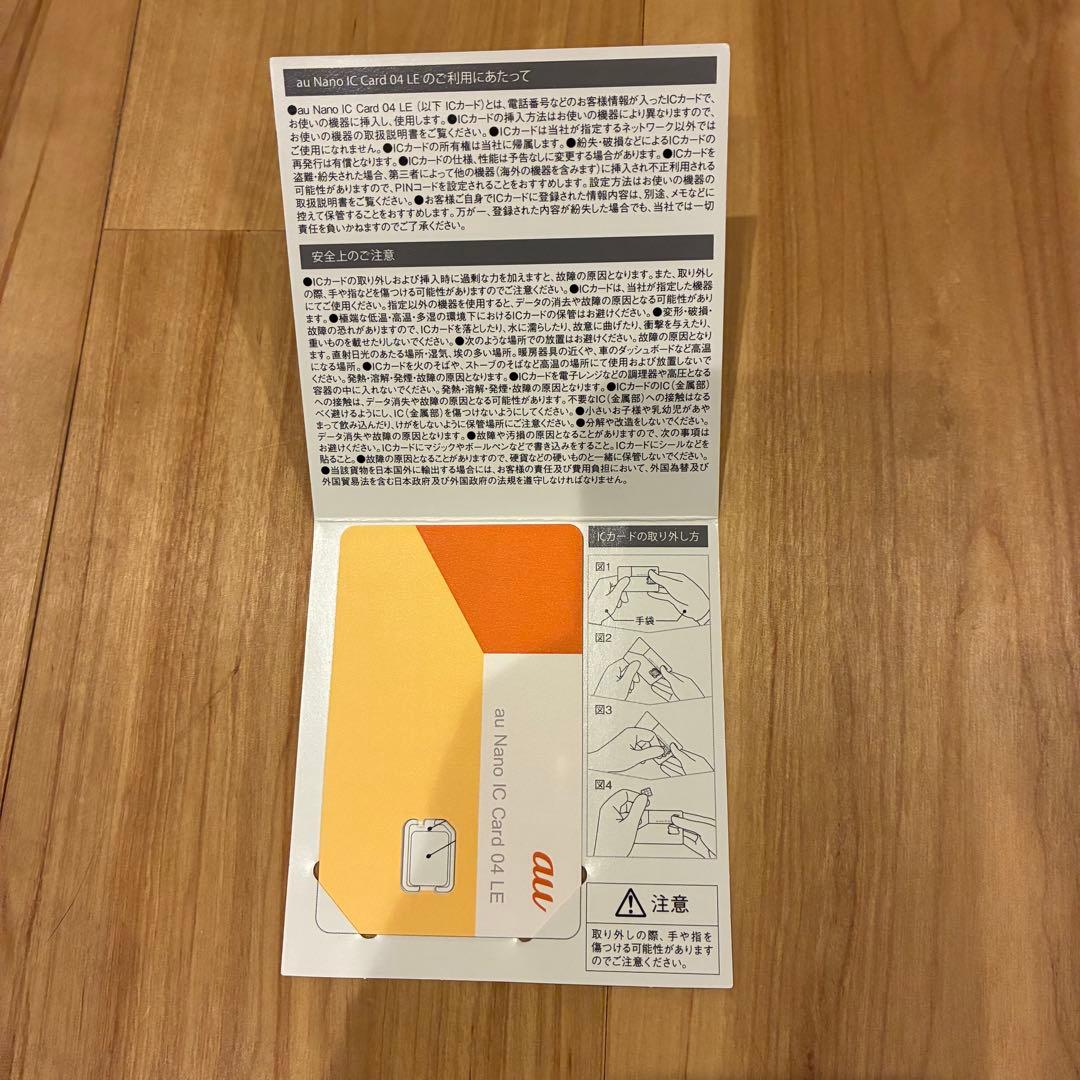 au Nano IC Card 04 LE のご利用にあたって
●au Nano IC Card 04 LE (以下 ICカード)とは、電話番号などのお客様情報が入ったICカードで、
お使いの機器に挿入し、使用します。●ICカードの挿入方法はお使いの機器により異なりますので、
お使いの機器の取扱説明書をご覧ください。●ICカードは当社が指定するネットワーク以外では
ご使用になれません。●ICカードの所有権は当社に帰属します。●紛失・破損などによるICカードの
再発行は有償となります。●ICカードの仕様、性能は予告なしに変更する場合があります。●ICカードを
盗難・紛失された場合、第三者によって他の機器(海外の機器を含みます)に挿入され不正利用される
可能性がありますので、PINコードを設定されることをおすすめします。設定方法はお使いの機器の
取扱説明書をご覧ください。●お客様ご自身でICカードに登録された情報内容は、別途、メモなどに
控えて保管することをおすすめします。万が一、登録された内容が紛失した場合でも、当社では一切
責任を負いかねますのでご了承ください。
安全上のご注意
●ICカードの取り外しおよび挿入時に過剰な力を加えますと、故障の原因となります。また、取り外し
の際、手や指などを傷つける可能性がありますのでご注意ください。●ICカードは、当社が指定した機器
にてご使用ください。指定以外の機器を使用すると、データの消去や故障の原因となる可能性があり
ます。●極端な低温・高温・多湿の環境下におけるICカードの保管はお避けください。●変形・破損・
故障の恐れがありますので、ICカードを落としたり、水に濡らしたり、故意に曲げたり、衝撃を与えたり、
重いものを載せたりしないでください。●次のような場所での放置はお避けください。故障の原因となり
ます。直射日光のあたる場所・湿気、埃の多い場所。暖房器具の近くや、車のダッシュボードなど高温
になる場所。●ICカードを火のそばや、ストーブのそばなど高温の場所にて使用および放置しないで
ください。発熱・溶解・発煙・故障の原因となります。●ICカードを電子レンジなどの調理器や高圧となる
容器の中に入れないでください。発熱・溶解・発煙・故障の原因となります。●ICカードのIC(金属部)
への接触は、データ消失や故障の原因となる可能性があります。不要なIC(金属部)への接触はなる
べく避けるようにし、IC(金属部)を傷つけないようにしてください。●小さいお子様や乳幼児があや
まって飲み込んだり、けがをしないように保管場所にご注意ください。●分解や改造をしないでください。
データ消失や故障の原因となります。●故障や汚損の原因となることがありますので、次の事項は
お避けください。ICカードにマジックやボールペンなどで書き込みをすること。ICカードにシールなどを
貼ること。●故障の原因となることがありますので、硬貨などの硬いものと一緒に保管しないでください。
●当該貨物を日本国外に輸出する場合には、お客様の責任及び費用負担において、外国為替及び
外国貿易法を含む日本政府及び外国政府の法規を遵守しなければなりません。
au Nano IC Card 04 LE
au
ICカードの取り外し方
図1
手袋
図2
図3
図4
注意
取り外しの際、手や指を
傷つける可能性があります
のでご注意ください。